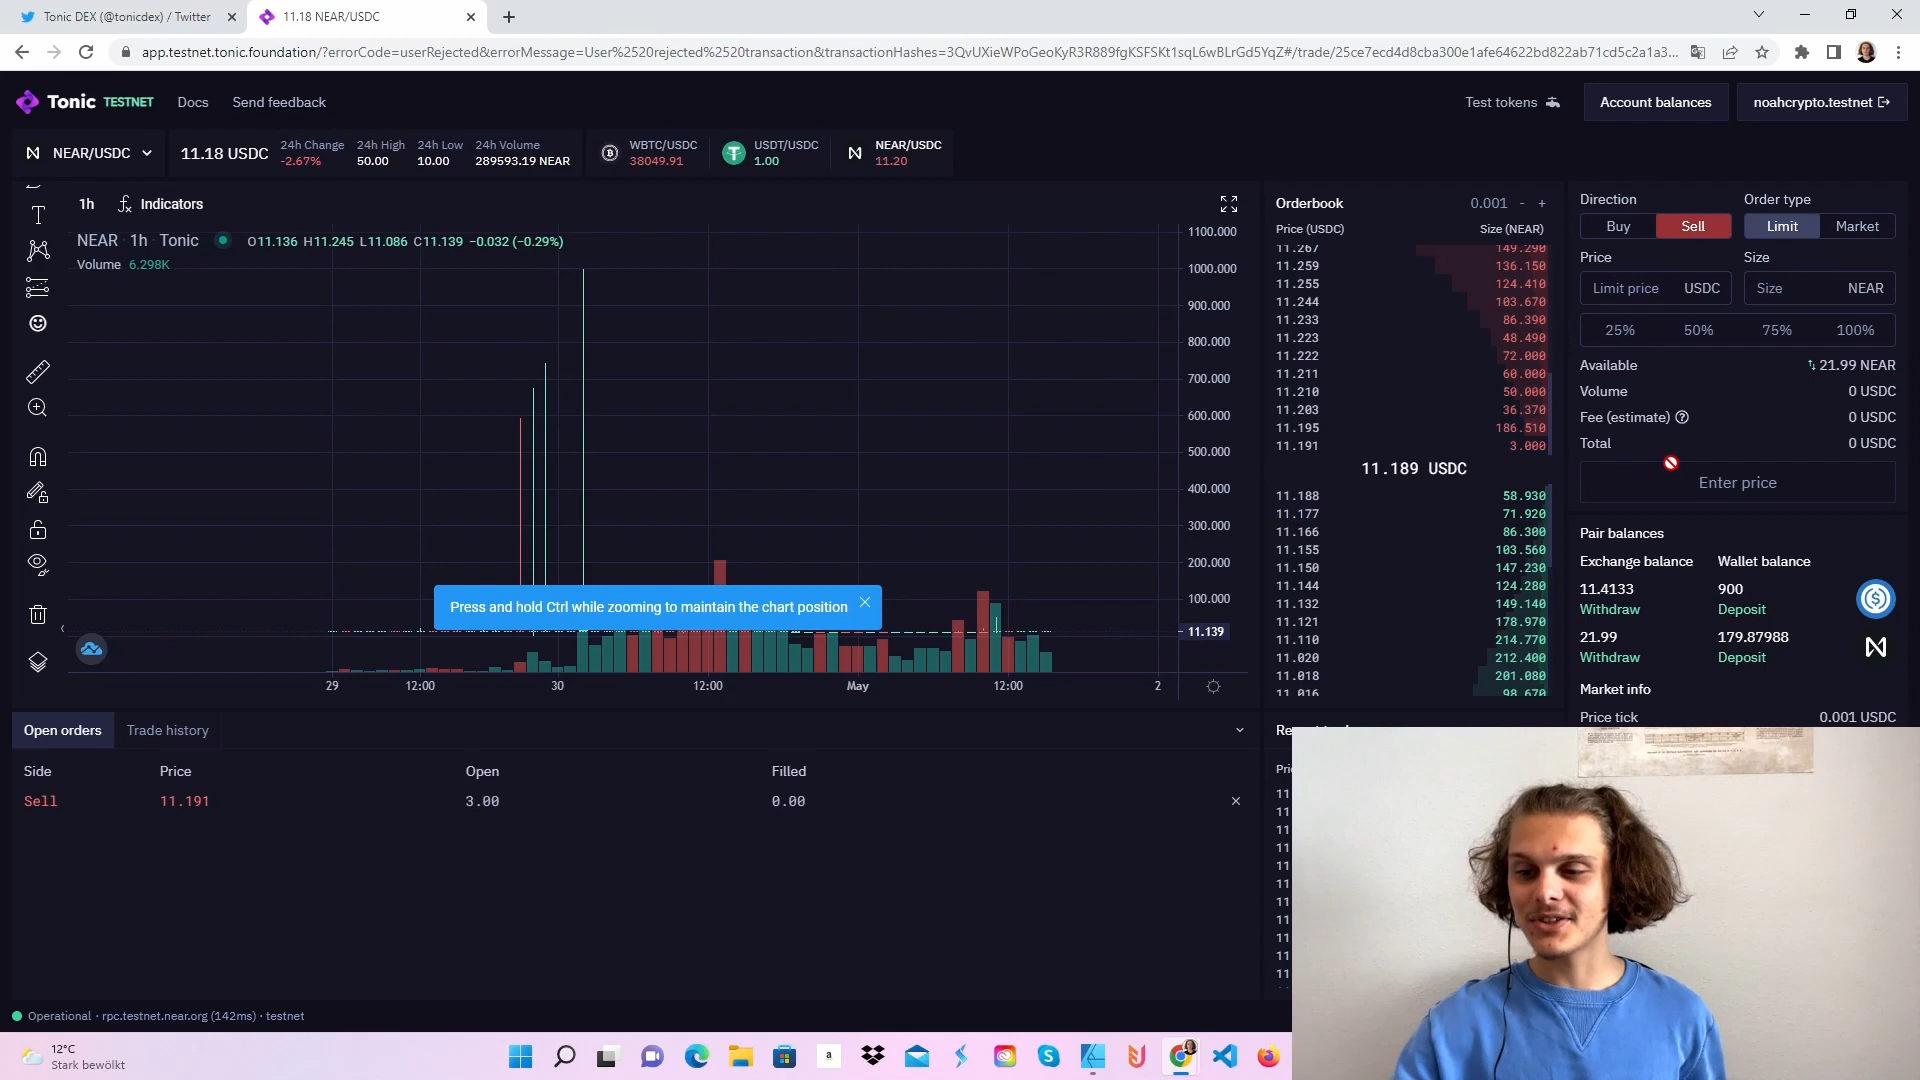 Tonic DEX (@tonicdex) / Twitter
11.18 NEAR/USDC
app.testnet.tonic.foundation/?errorCode=userRejected&errorMessage=User%2520rejected%2520transaction&transactionHashes=3QvUXieWPoGeoKyR3R889fgKSFSKt1sqL6wBLrGd5YqZ#/trade/25ce7ecd4d8cba300e1afe64622bd822ab71cd5c2a1a3...
Tonic TESTNET
Docs
Send feedback
Test tokens
Account balances
noahcrypto.testnet
NEAR/USDC
11.18 USDC
24h Change
-2.67%
24h High
50.00
24h Low
10.00
24h Volume
289593.19 NEAR
WBTC/USDC
38049.91
USDT/USDC
1.00
NEAR/USDC
11.20
1h
Indicators
NEAR 1h Tonic
O11.136 H11.245 L11.086 C11.139 −0.032 (−0.29%)
Volume 6.298K
1100.000
1000.000
900.000
800.000
700.000
600.000
500.000
400.000
300.000
200.000
100.000
11.139
Press and hold Ctrl while zooming to maintain the chart position
29
12:00
30
12:00
May
12:00
2
Orderbook
0.001 - +
Price (USDC)
Size (NEAR)
11.267 149.290
11.259 136.150
11.255 124.410
11.244 103.670
11.233 86.390
11.223 48.490
11.222 72.000
11.211 60.000
11.210 50.000
11.203 36.370
11.195 186.510
11.191 3.000
11.189 USDC
11.188 58.930
11.177 71.920
11.166 86.300
11.155 103.560
11.150 147.230
11.144 124.280
11.132 149.140
11.121 178.970
11.110 214.770
11.020 212.400
11.018 201.080
11.016 98.670
Direction
Order type
Buy
Sell
Limit
Market
Price
Size
Limit price USDC
Size NEAR
25%
50%
75%
100%
Available 21.99 NEAR
Volume 0 USDC
Fee (estimate) 0 USDC
Total 0 USDC
Enter price
Pair balances
Exchange balance
Wallet balance
11.4133
900
Withdraw
Deposit
21.99
179.87988
Withdraw
Deposit
Market info
Price tick 0.001 USDC
Open orders
Trade history
Side
Price
Open
Filled
Sell
11.191
3.00
0.00
Operational · rpc.testnet.near.org (142ms) · testnet
12°C
Stark bewölkt